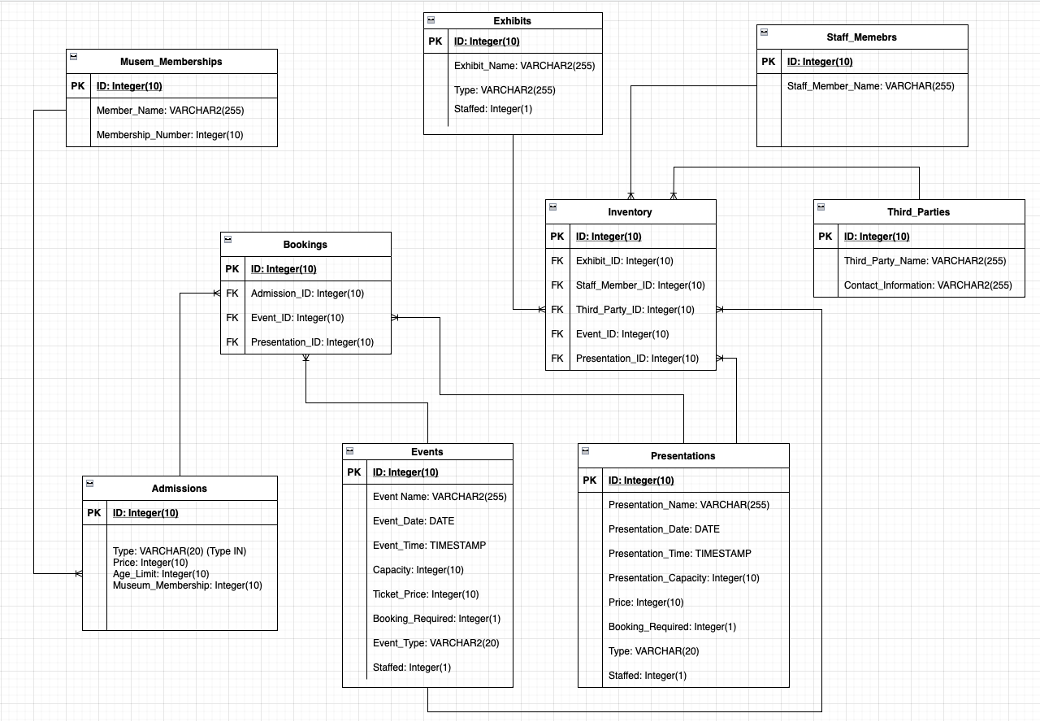 Exhibits
PK ID: Integer(10)
Exhibit_Name: VARCHAR2(255)
Type: VARCHAR2(255)
Staffed: Integer(1)
Staff_Memebrs
PK ID: Integer(10)
Staff_Member_Name: VARCHAR(255)
Musem_Memberships
PK ID: Integer(10)
Member_Name: VARCHAR2(255)
Membership_Number: Integer(10)
Inventory
PK ID: Integer(10)
FK Exhibit_ID: Integer(10)
FK Staff_Member_ID: Integer(10)
FK Third_Party_ID: Integer(10)
FK Event_ID: Integer(10)
FK Presentation_ID: Integer(10)
Third_Parties
PK ID: Integer(10)
Third_Party_Name: VARCHAR2(255)
Contact_Information: VARCHAR2(255)
Bookings
PK ID: Integer(10)
FK Admission_ID: Integer(10)
FK Event_ID: Integer(10)
FK Presentation_ID: Integer(10)
Events
PK ID: Integer(10)
Event Name: VARCHAR2(255)
Event_Date: DATE
Event_Time: TIMESTAMP
Capacity: Integer(10)
Ticket_Price: Integer(10)
Booking_Required: Integer(1)
Event_Type: VARCHAR2(20)
Staffed: Integer(1)
Presentations
PK ID: Integer(10)
Presentation_Name: VARCHAR(255)
Presentation_Date: DATE
Presentation_Time: TIMESTAMP
Presentation_Capacity: Integer(10)
Price: Integer(10)
Booking_Required: Integer(1)
Type: VARCHAR(20)
Staffed: Integer(1)
Admissions
PK ID: Integer(10)
Type: VARCHAR(20) (Type IN)
Price: Integer(10)
Age_Limit: Integer(10)
Museum_Membership: Integer(10)